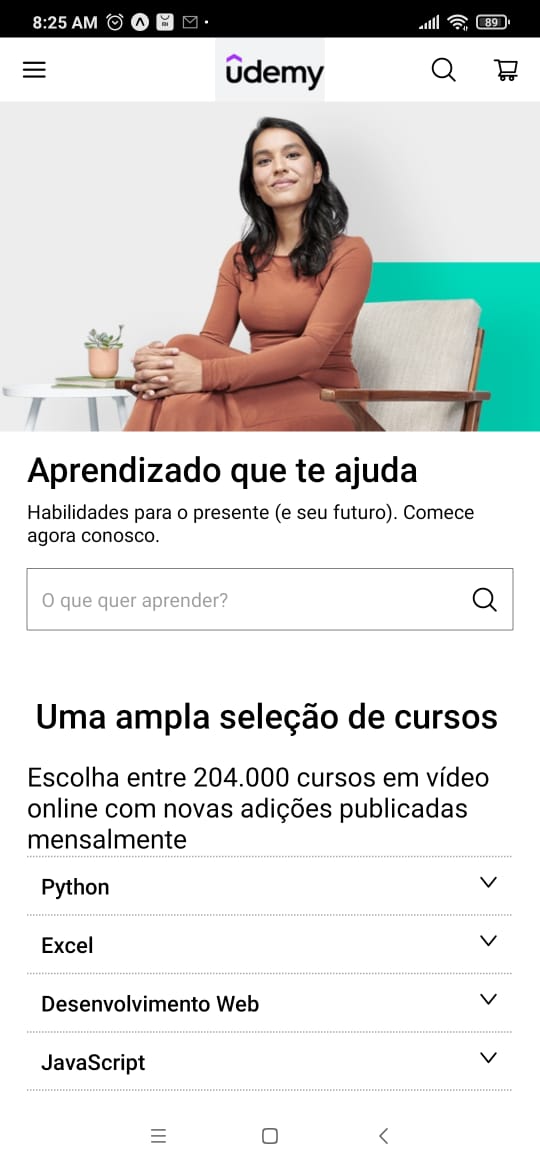 8:25 AM
89
udemy
Aprendizado que te ajuda
Habilidades para o presente (e seu futuro). Comece
agora conosco.
O que quer aprender?
Uma ampla seleção de cursos
Escolha entre 204.000 cursos em vídeo
online com novas adições publicadas
mensalmente
Python
Excel
Desenvolvimento Web
JavaScript